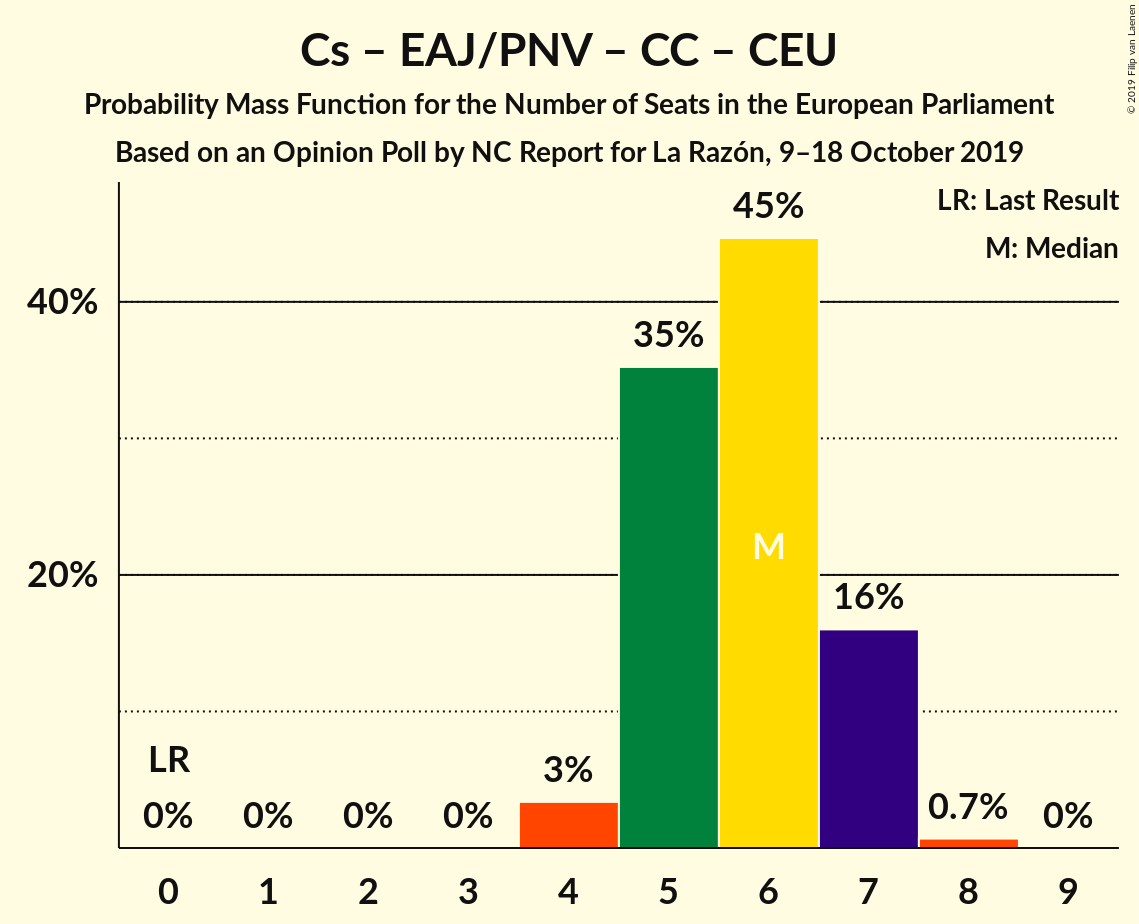 Cs – EAJ/PNV – CC – CEU
Probability Mass Function for the Number of Seats in the European Parliament
Based on an Opinion Poll by NC Report for La Razón, 9–18 October 2019
© 2019 Filip van Laenen
LR: Last Result
M: Median
45%
40%
35%
M
20%
16%
LR
3%
0.7%
0% 0% 0% 0% 0%
0 1 2 3 4 5 6 7 8 9